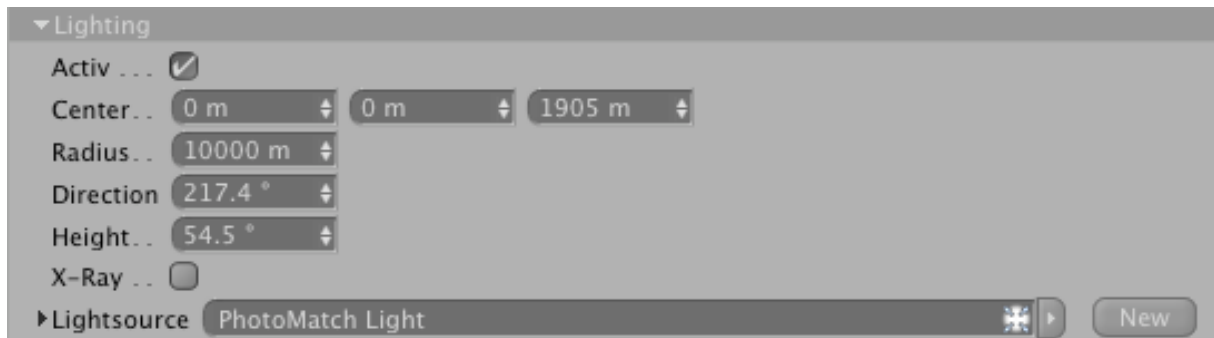 Lighting
Activ ...
Center.. 0 m 0 m 1905 m
Radius.. 10000 m
Direction 217.4 °
Height.. 54.5 °
X-Ray ..
Lightsource PhotoMatch Light New